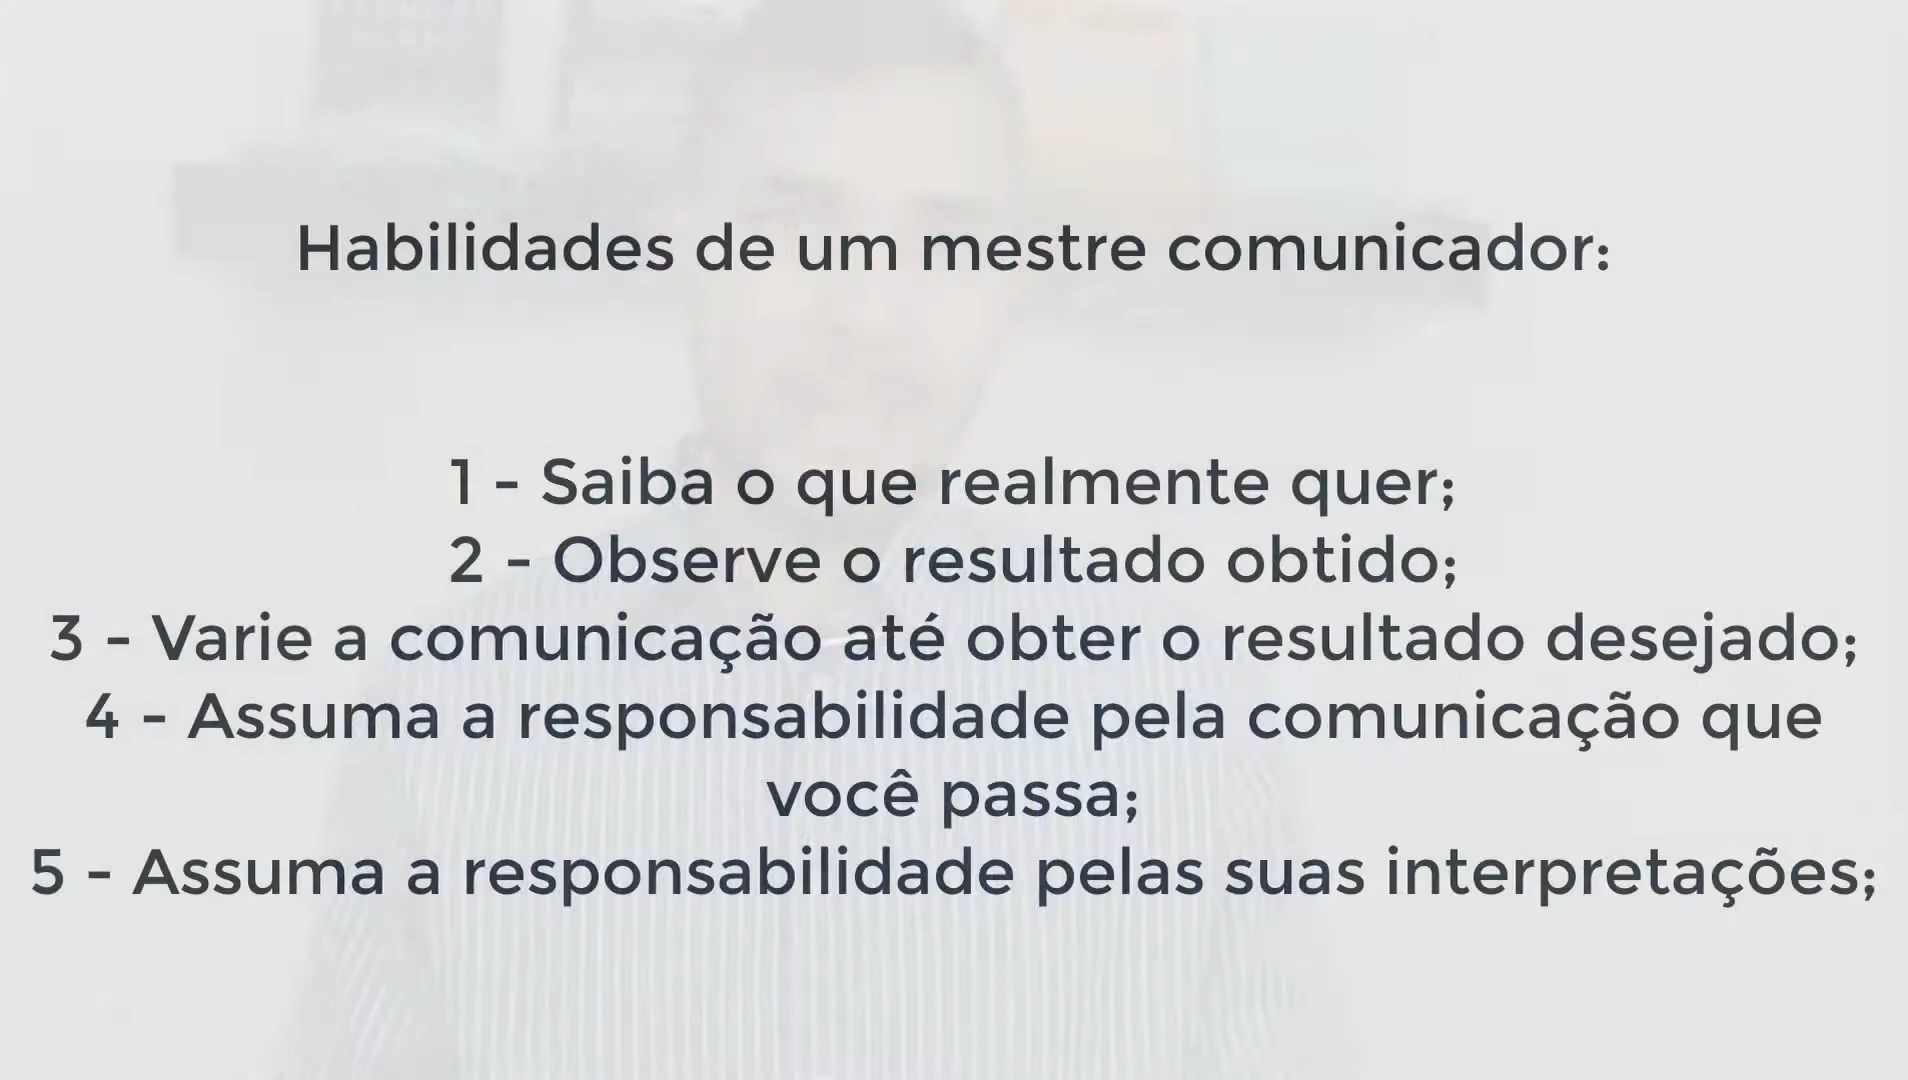 Habilidades de um mestre comunicador:
1 - Saiba o que realmente quer;
2 - Observe o resultado obtido;
3 - Varie a comunicação até obter o resultado desejado;
4 - Assuma a responsabilidade pela comunicação que
você passa;
5 - Assuma a responsabilidade pelas suas interpretações;